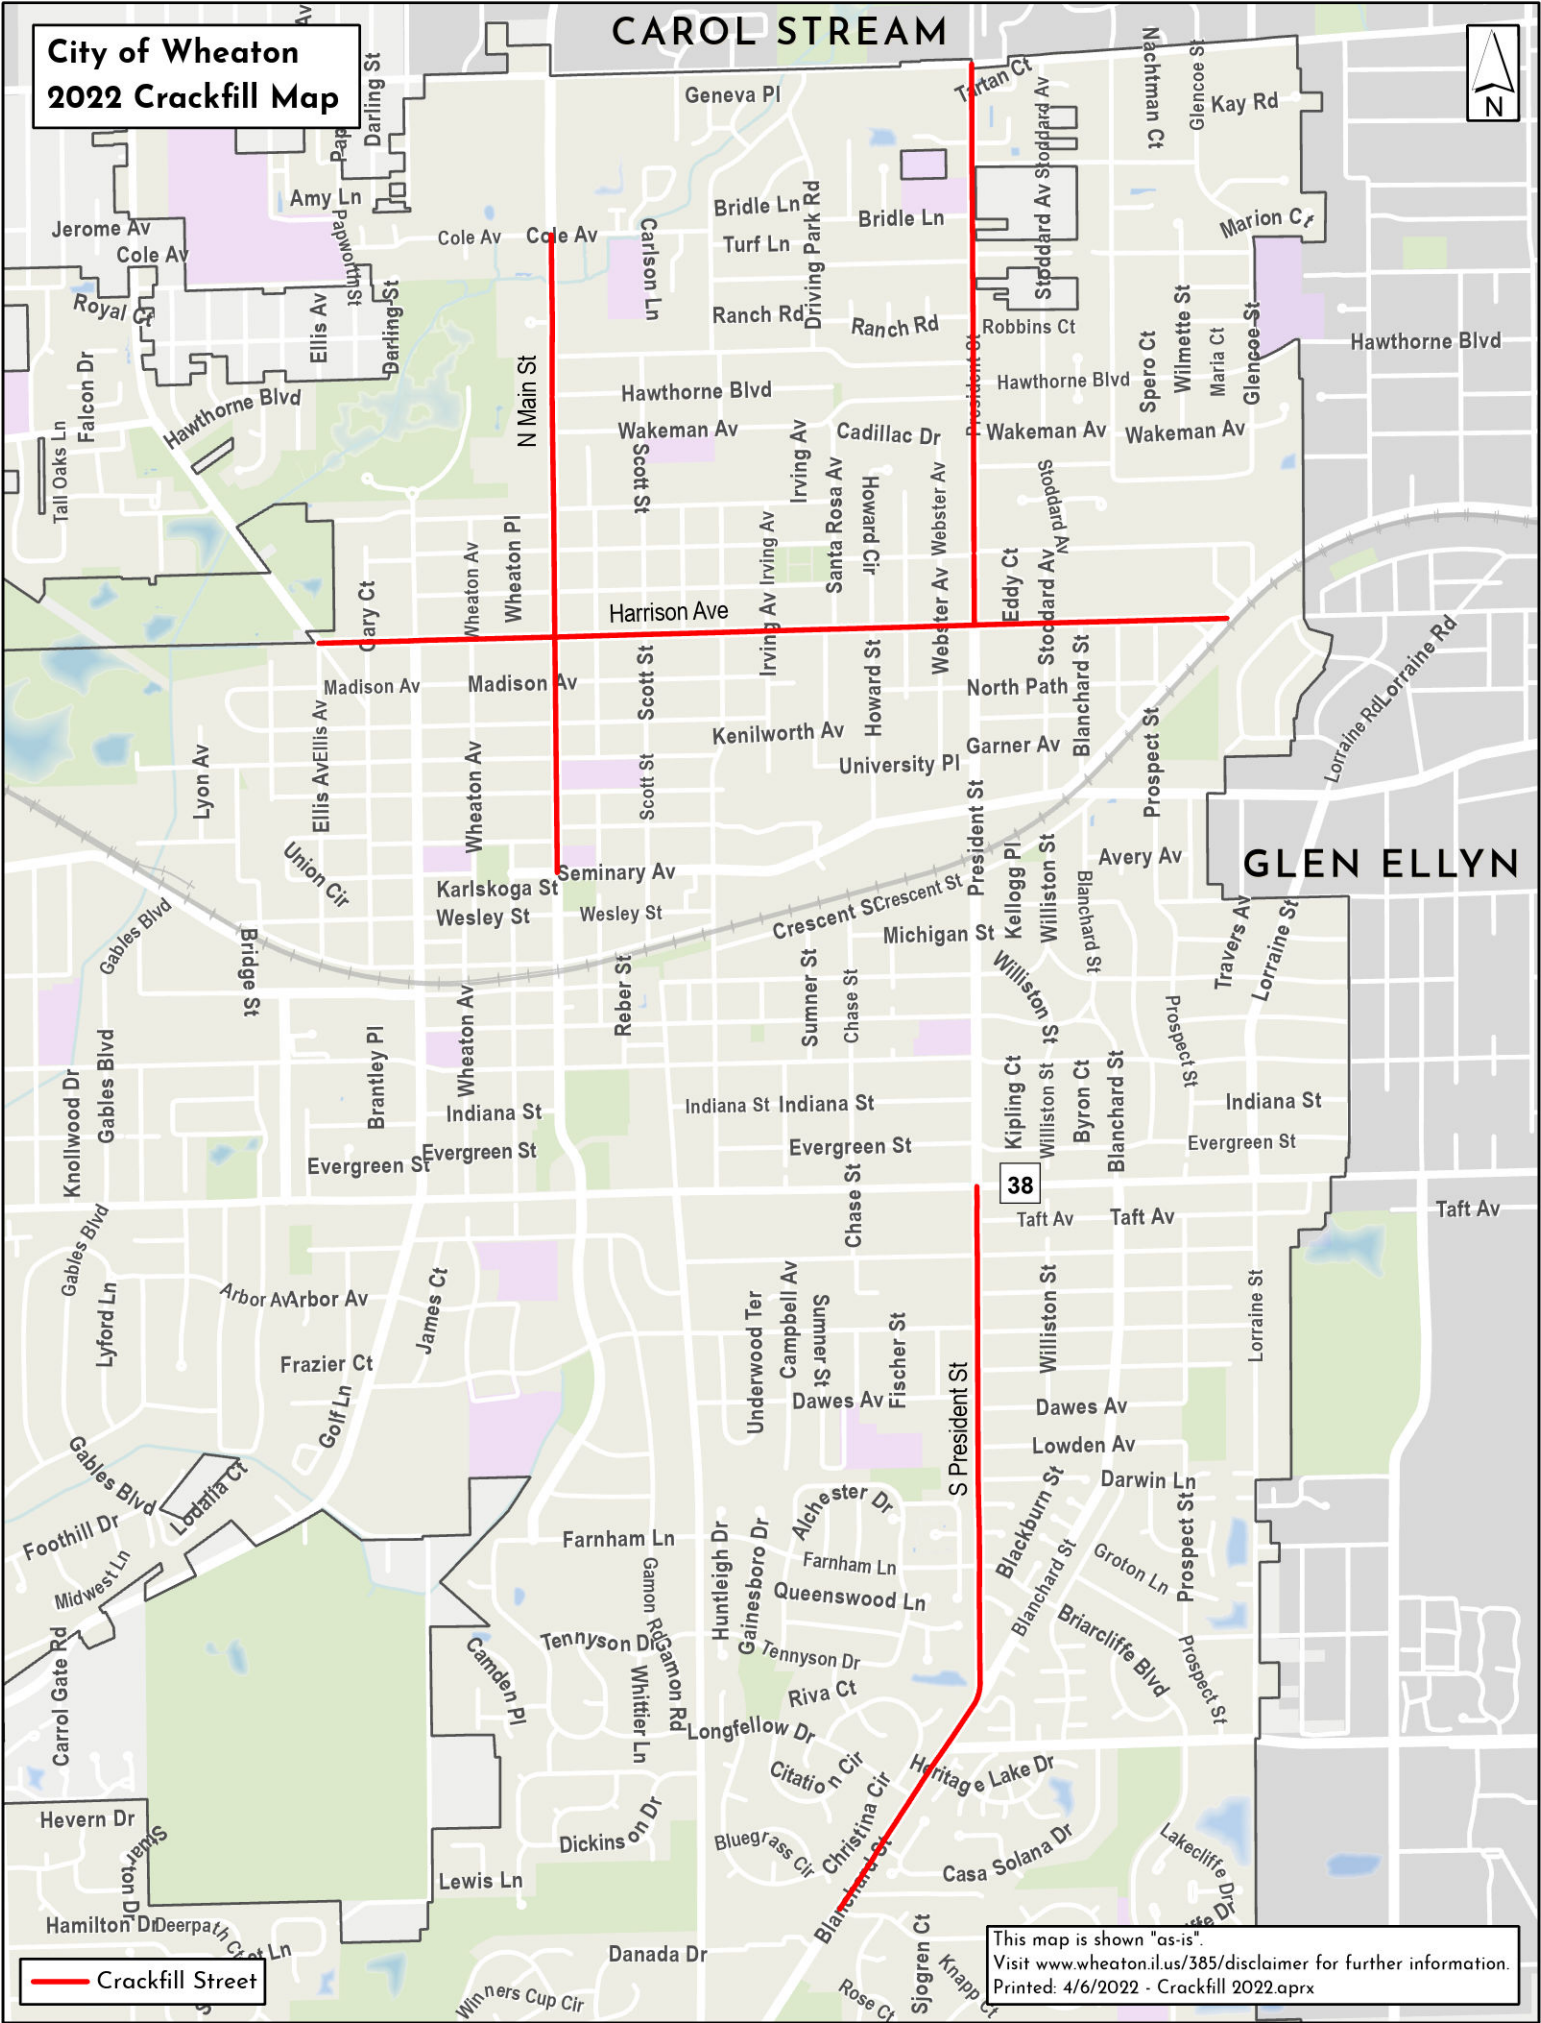 CAROL STREAM
City of Wheaton
2022 Crackfill Map
N
Darling St
Geneva Pl
Tartan Ct
Stoddard Av
Nachtman Ct
Glencoe St
Kay Rd
Amy Ln
Papworth St
Jerome Av
Cole Av
Cole Av
Cole Av
Carlson Ln
Bridle Ln
Turf Ln
Driving Park Rd
Bridle Ln
Stoddard Av
Marion Ct
Royal Ct
Ellis Av
Darling St
Ranch Rd
Ranch Rd
Robbins Ct
Stoddard Av
Hawthorne Blvd
Falcon Dr
Hawthorne Blvd
N Main St
Hawthorne Blvd
President St
Hawthorne Blvd
Spero Ct
Wilmette St
Maria Ct
Glencoe St
Tall Oaks Ln
Wakeman Av
Cadillac Dr
Wakeman Av
Wakeman Av
Scott St
Irving Av
Santa Rosa Av
Howard Cir
Webster Av
Stoddard Av
Gary Ct
Wheaton Av
Wheaton Pl
Irving Av
Irving Av
Webster Av
Eddy Ct
Stoddard Av
Harrison Ave
Madison Av
Madison Av
Scott St
Howard St
North Path
Blanchard St
Lorraine Rd
Lorraine Rd
Ellis Av
Ellis Av
Lyon Av
Wheaton Av
Scott St
Kenilworth Av
University Pl
Garner Av
Prospect St
President St
GLEN ELLYN
Union Cir
Seminary Av
Karlskoga St
Wesley St
Wesley St
Kellogg Pl
Williston St
Avery Av
Blanchard St
Crescent S
Crescent St
Michigan St
Gables Blvd
Bridge St
Travers Av
Lorraine St
Reber St
Sumner St
Chase St
Williston St
Prospect St
Knollwood Dr
Gables Blvd
Brantley Pl
Wheaton Av
Indiana St
Indiana St
Indiana St
Kipling Ct
Williston St
Byron Ct
Blanchard St
Indiana St
Evergreen St
Evergreen St
Evergreen St
Evergreen St
38
Chase St
Taft Av
Taft Av
Taft Av
Gables Blvd
Lyford Ln
Arbor Av
Arbor Av
James Ct
Frazier Ct
Underwood Ter
Campbell Av
Sumner St
Fischer St
Williston St
Lorraine St
S President St
Dawes Av
Dawes Av
Golf Ln
Lowden Av
Gables Blvd
Lodalia Ct
Foothill Dr
Midwest Ln
Alchester Dr
Blackburn St
Darwin Ln
Prospect St
Farnham Ln
Gamon Rd
Huntleigh Dr
Gainesboro Dr
Farnham Ln
Queenswood Ln
Blanchard St
Groton Ln
Briarcliffe Blvd
Prospect St
Carrol Gate Rd
Camden Pl
Tennyson Dr
Whittier Ln
Gamon Rd
Tennyson Dr
Riva Ct
Longfellow Dr
Citation Cir
Christina Cir
Heritage Lake Dr
Hevern Dr
Swarton Dr
Dickinson Dr
Bluegrass Cir
Casa Solana Dr
Lakecliffe Dr
Lewis Ln
Blanchard St
Hamilton Dr
Deerpath Ct
Danada Dr
Winners Cup Cir
Rose Ct
Sjogren Ct
Knapp Ct
Crackfill Street
This map is shown "as-is".
Visit www.wheaton.il.us/385/disclaimer for further information.
Printed: 4/6/2022 - Crackfill 2022.aprx